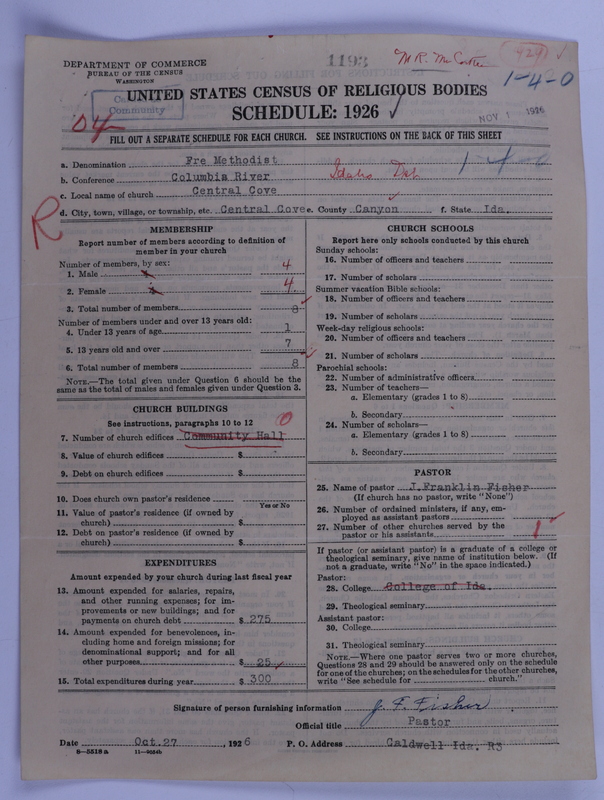 1193
M.R. McCarter
424
DEPARTMENT OF COMMERCE
BUREAU OF THE CENSUS
WASHINGTON
1-4-0
UNITED STATES CENSUS OF RELIGIOUS BODIES
Community
SCHEDULE: 1926
NOV 1 1926
04
FILL OUT A SEPARATE SCHEDULE FOR EACH CHURCH. SEE INSTRUCTIONS ON THE BACK OF THIS SHEET
a. Denomination Fre Methodist
b. Conference Columbia River
c. Local name of church Central Cove
d. City, town, village, or township, etc. Central Cove e. County Canyon f. State Ida.
R
MEMBERSHIP
Report number of members according to definition of
member in your church
Number of members, by sex:
1. Male 4
2. Female 4
3. Total number of members 8
Number of members under and over 13 years old:
4. Under 13 years of age 1
5. 13 years old and over 7
6. Total number of members 8
NOTE.—The total given under Question 6 should be the
same as the total of males and females given under Question 3.
CHURCH BUILDINGS
See instructions, paragraphs 10 to 12
0
7. Number of church edifices Community Hall
8. Value of church edifices $
9. Debt on church edifices $
10. Does church own pastor's residence
Yes or No
11. Value of pastor's residence (if owned by
church) $
12. Debt on pastor's residence (if owned by
church) $
EXPENDITURES
Amount expended by your church during last fiscal year
13. Amount expended for salaries, repairs,
and other running expenses; for im-
provements or new buildings; and for
payments on church debt $ 275
14. Amount expended for benevolences, in-
cluding home and foreign missions; for
denominational support; and for all
other purposes $ 25
15. Total expenditures during year $ 300
CHURCH SCHOOLS
Report here only schools conducted by this church
Sunday schools:
16. Number of officers and teachers
17. Number of scholars
Summer vacation Bible schools:
18. Number of officers and teachers
19. Number of scholars
Week-day religious schools:
20. Number of officers and teachers
21. Number of scholars
Parochial schools:
22. Number of administrative officers
23. Number of teachers—
a. Elementary (grades 1 to 8)
b. Secondary
24. Number of scholars—
a. Elementary (grades 1 to 8)
b. Secondary
PASTOR
25. Name of pastor J. Franklin Fisher
(If church has no pastor, write "None")
26. Number of ordained ministers, if any, em-
ployed as assistant pastors
27. Number of other churches served by the
pastor or his assistants 1
If pastor (or assistant pastor) is a graduate of a college or
theological seminary, give name of institution below. (If
not a graduate, write "No" in the space indicated.)
Pastor:
28. College College of Ida.
29. Theological seminary
Assistant pastor:
30. College
31. Theological seminary
NOTE.—Where one pastor serves two or more churches,
Questions 28 and 29 should be answered only on the schedule
for one of the churches; on the schedules for the other churches,
write "See schedule for church."
Signature of person furnishing information J. F. Fisher
Official title Pastor
Date Oct. 27, 1926 P. O. Address Caldwell Ida. R3
8-5518 a 11-9054b